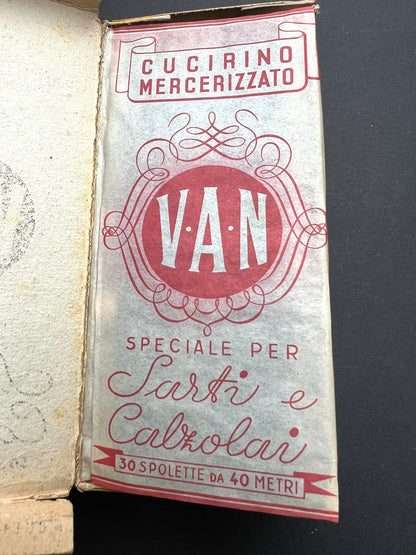 CUCIRINO
MERCERIZZATO
V·A·N
SPECIALE PER
Sarti e
Calzolai
30 SPOLETTE DA 40 METRI